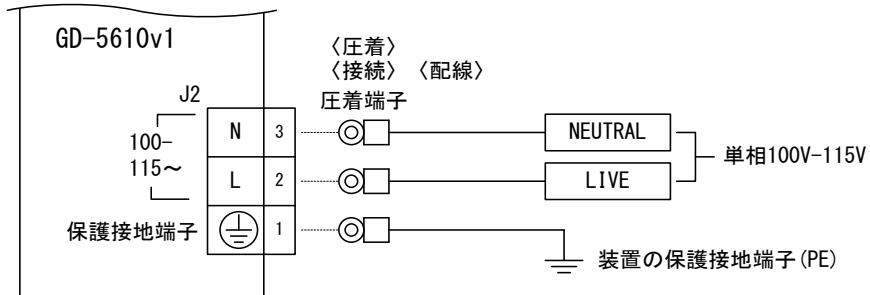 GD-5610v1
〈圧着〉
〈接続〉〈配線〉
圧着端子
J2
100-
115~
N 3
L 2
1
保護接地端子
NEUTRAL
LIVE
単相100V-115V
装置の保護接地端子(PE)